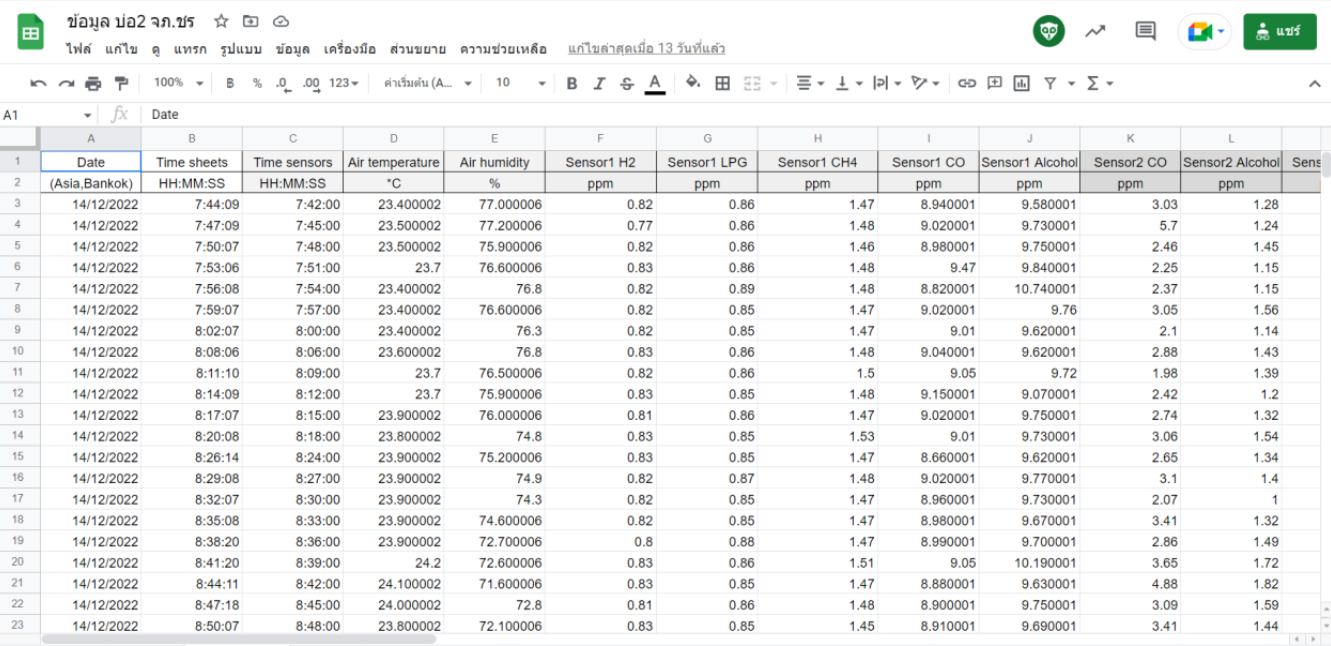 ข้อมูล บ่อ2 จภ.ชร
แชร์
ไฟล์ แก้ไข ดู แทรก รูปแบบ ข้อมูล เครื่องมือ ส่วนขยาย ความช่วยเหลือ แก้ไขล่าสุดเมื่อ 13 วันที่แล้ว
100% ฿ % .0 .00 123 ค่าเริ่มต้น (A... 10 B I S A
A1 fx Date
A B C D E F G H I J K L
1 Date Time sheets Time sensors Air temperature Air humidity Sensor1 H2 Sensor1 LPG Sensor1 CH4 Sensor1 CO Sensor1 Alcohol Sensor2 CO Sensor2 Alcohol Sens
2 (Asia,Bankok) HH:MM:SS HH:MM:SS °C % ppm ppm ppm ppm ppm ppm ppm
3 14/12/2022 7:44:09 7:42:00 23.400002 77.000006 0.82 0.86 1.47 8.940001 9.580001 3.03 1.28
4 14/12/2022 7:47:09 7:45:00 23.500002 77.200006 0.77 0.86 1.48 9.020001 9.730001 5.7 1.24
5 14/12/2022 7:50:07 7:48:00 23.500002 75.900006 0.82 0.86 1.46 8.980001 9.750001 2.46 1.45
6 14/12/2022 7:53:06 7:51:00 23.7 76.600006 0.83 0.86 1.48 9.47 9.840001 2.25 1.15
7 14/12/2022 7:56:08 7:54:00 23.400002 76.8 0.82 0.89 1.48 8.820001 10.740001 2.37 1.15
8 14/12/2022 7:59:07 7:57:00 23.400002 76.600006 0.82 0.85 1.47 9.020001 9.76 3.05 1.56
9 14/12/2022 8:02:07 8:00:00 23.400002 76.3 0.82 0.85 1.47 9.01 9.620001 2.1 1.14
10 14/12/2022 8:08:06 8:06:00 23.600002 76.8 0.83 0.86 1.48 9.040001 9.620001 2.88 1.43
11 14/12/2022 8:11:10 8:09:00 23.7 76.500006 0.82 0.86 1.5 9.05 9.72 1.98 1.39
12 14/12/2022 8:14:09 8:12:00 23.7 75.900006 0.83 0.85 1.48 9.150001 9.070001 2.42 1.2
13 14/12/2022 8:17:07 8:15:00 23.900002 76.000006 0.81 0.86 1.47 9.020001 9.750001 2.74 1.32
14 14/12/2022 8:20:08 8:18:00 23.800002 74.8 0.83 0.85 1.53 9.01 9.730001 3.06 1.54
15 14/12/2022 8:26:14 8:24:00 23.900002 75.200006 0.83 0.85 1.47 8.660001 9.620001 2.65 1.34
16 14/12/2022 8:29:08 8:27:00 23.900002 74.9 0.82 0.87 1.48 9.020001 9.770001 3.1 1.4
17 14/12/2022 8:32:07 8:30:00 23.900002 74.3 0.82 0.85 1.47 8.960001 9.730001 2.07 1
18 14/12/2022 8:35:08 8:33:00 23.900002 74.600006 0.82 0.85 1.47 8.980001 9.670001 3.41 1.32
19 14/12/2022 8:38:20 8:36:00 23.900002 72.700006 0.8 0.88 1.47 8.990001 9.700001 2.86 1.49
20 14/12/2022 8:41:20 8:39:00 24.2 72.600006 0.83 0.86 1.51 9.05 10.190001 3.65 1.72
21 14/12/2022 8:44:11 8:42:00 24.100002 71.600006 0.83 0.85 1.47 8.880001 9.630001 4.88 1.82
22 14/12/2022 8:47:18 8:45:00 24.000002 72.8 0.81 0.86 1.48 8.900001 9.750001 3.09 1.59
23 14/12/2022 8:50:07 8:48:00 23.800002 72.100006 0.83 0.85 1.45 8.910001 9.690001 3.41 1.44